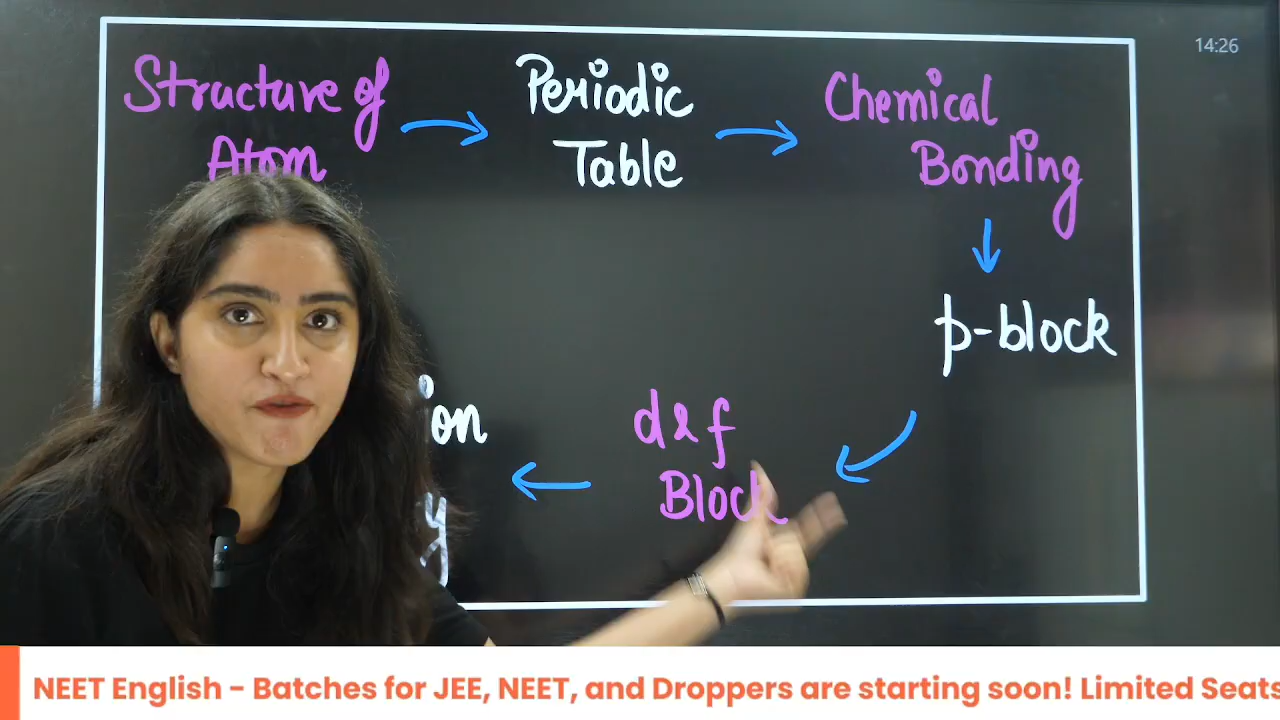 14:26
Structure of
Atom
Periodic
Table
Chemical
Bonding
p-block
d & f
Block
NEET English - Batches for JEE, NEET, and Droppers are starting soon! Limited Seats